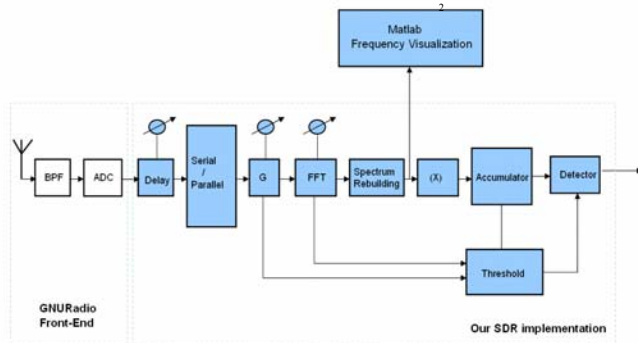 2
Matlab
Frequency Visualization
BPF
ADC
Delay
Serial
/
Parallel
G
FFT
Spectrum
Rebuilding
(X)
Accumulator
Detector
Threshold
GNURadio
Front-End
Our SDR implementation